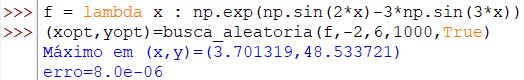 >>> f = lambda x : np.exp(np.sin(2*x)-3*np.sin(3*x))
>>> (xopt,yopt)=busca_aleatoria(f,-2,6,1000,True)
Máximo em (x,y)=(3.701319,48.533721)
erro=8.0e-06